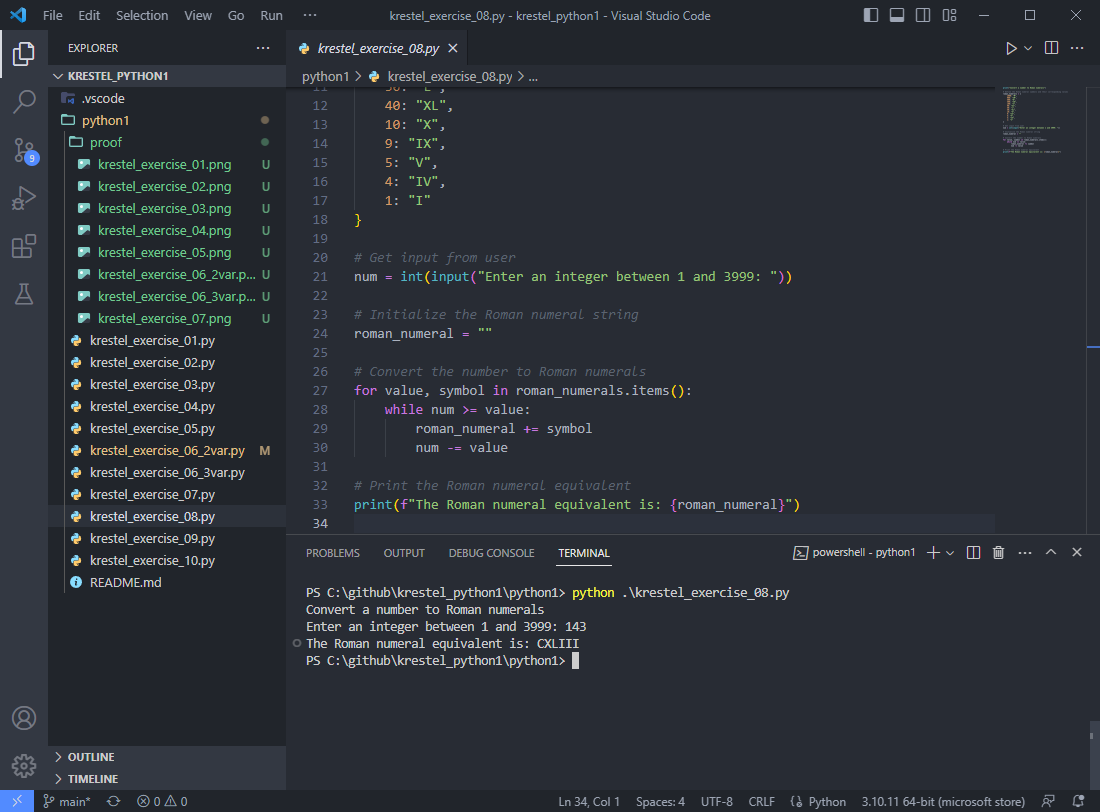 File Edit Selection View Go Run ··· krestel_exercise_08.py - krestel_python1 - Visual Studio Code
EXPLORER ···
KRESTEL_PYTHON1
.vscode
python1
proof
krestel_exercise_01.png U
krestel_exercise_02.png U
krestel_exercise_03.png U
krestel_exercise_04.png U
krestel_exercise_05.png U
krestel_exercise_06_2var.p... U
krestel_exercise_06_3var.p... U
krestel_exercise_07.png U
krestel_exercise_01.py
krestel_exercise_02.py
krestel_exercise_03.py
krestel_exercise_04.py
krestel_exercise_05.py
krestel_exercise_06_2var.py M
krestel_exercise_06_3var.py
krestel_exercise_07.py
krestel_exercise_08.py
krestel_exercise_09.py
krestel_exercise_10.py
README.md
OUTLINE
TIMELINE
9
krestel_exercise_08.py
python1 > krestel_exercise_08.py > ...
12 40: "XL",
13 10: "X",
14 9: "IX",
15 5: "V",
16 4: "IV",
17 1: "I"
18 }
19
20 # Get input from user
21 num = int(input("Enter an integer between 1 and 3999: "))
22
23 # Initialize the Roman numeral string
24 roman_numeral = ""
25
26 # Convert the number to Roman numerals
27 for value, symbol in roman_numerals.items():
28 while num >= value:
29 roman_numeral += symbol
30 num -= value
31
32 # Print the Roman numeral equivalent
33 print(f"The Roman numeral equivalent is: {roman_numeral}")
34
PROBLEMS OUTPUT DEBUG CONSOLE TERMINAL powershell - python1
PS C:\github\krestel_python1\python1> python .\krestel_exercise_08.py
Convert a number to Roman numerals
Enter an integer between 1 and 3999: 143
The Roman numeral equivalent is: CXLIII
PS C:\github\krestel_python1\python1>
main* 0 0 Ln 34, Col 1 Spaces: 4 UTF-8 CRLF Python 3.10.11 64-bit (microsoft store)